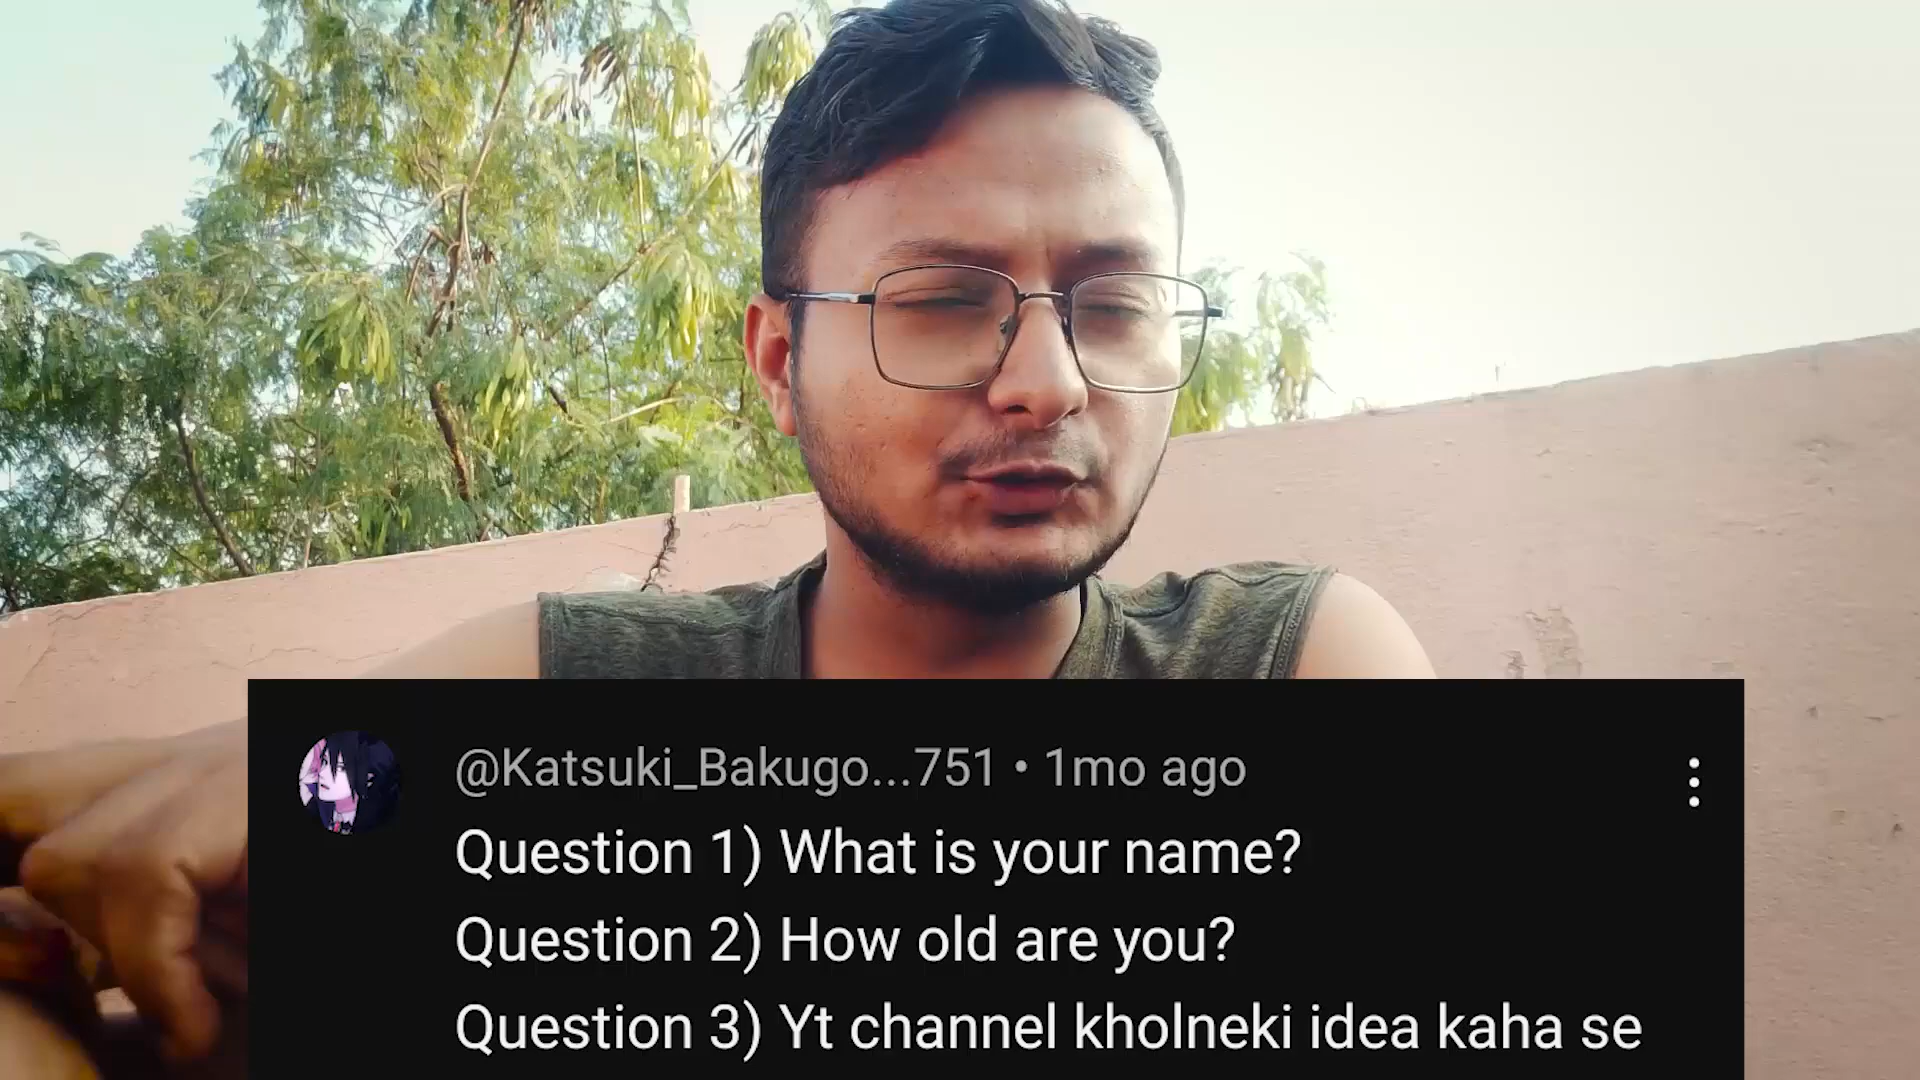 @Katsuki_Bakugo...751 • 1mo ago
Question 1) What is your name?
Question 2) How old are you?
Question 3) Yt channel kholneki idea kaha se